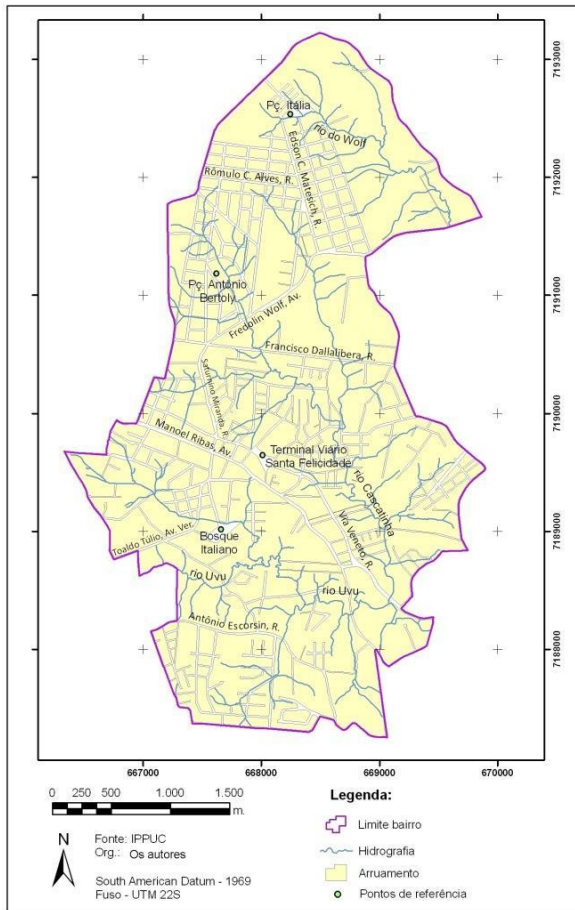 7193000
Pç. Itália
rio do Wolf
Edson C. Matesich, R.
Rômulo C. Alves, R.
7192000
Pç. Antônio
Bertoly
7191000
Fredolin Wolf, Av.
Francisco Dallalibera, R.
Saturnino Miranda, R.
7190000
Manoel Ribas, Av.
Terminal Viário
Santa Felicidade
rio Cascatinha
Via Veneto, R.
7189000
Toaldo Túlio, Av. Ver.
Bosque
Italiano
rio Uvu
rio Uvu
Antônio Escorsin, R.
7188000
667000 668000 669000 670000
0 250 500 1.000 1.500
m.
N
Fonte: IPPUC
Org.: Os autores
South American Datum - 1969
Fuso - UTM 22S
Legenda:
Limite bairro
Hidrografia
Arruamento
Pontos de referência